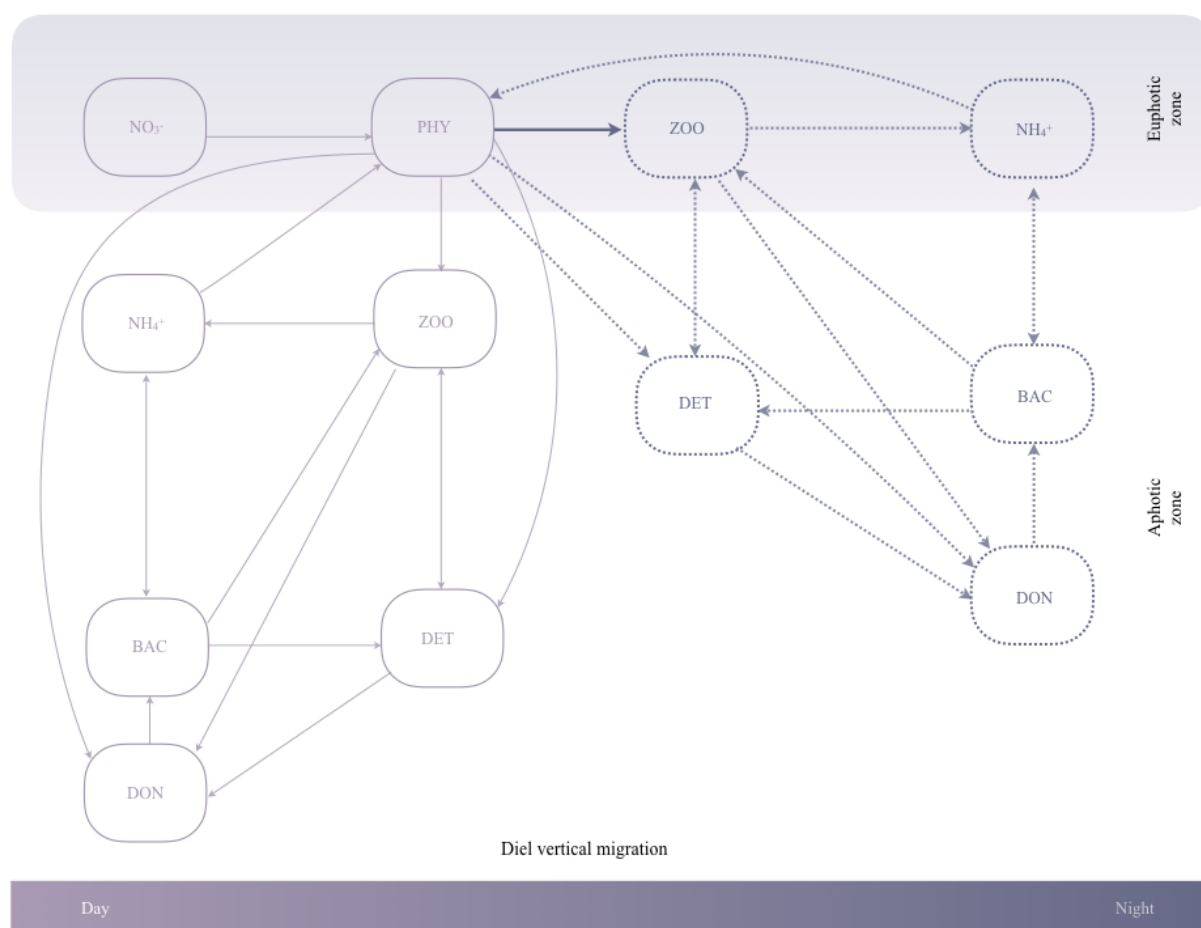 NO₃⁻
PHY
ZOO
NH₄⁺
Euphotic
zone
NH₄⁺
ZOO
DET
BAC
Aphotic
zone
BAC
DET
DON
DON
Diel vertical migration
Day
Night